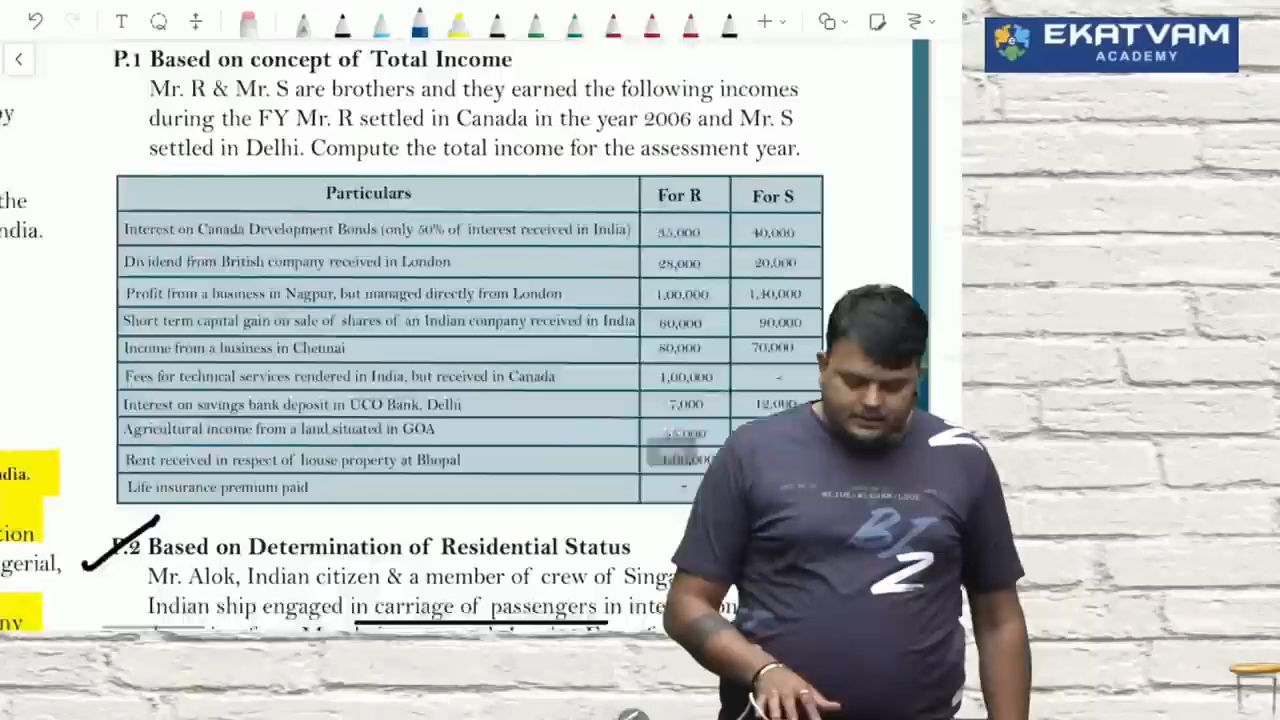 EKATVAM
ACADEMY
P.1 Based on concept of Total Income
Mr. R & Mr. S are brothers and they earned the following incomes
during the FY Mr. R settled in Canada in the year 2006 and Mr. S
settled in Delhi. Compute the total income for the assessment year.
Particulars For R For S
Interest on Canada Development Bonds (only 50% of interest received in India) 35,000 40,000
Dividend from British company received in London 28,000 20,000
Profit from a business in Nagpur, but managed directly from London 1,00,000 1,40,000
Short term capital gain on sale of shares of an Indian company received in India 60,000 90,000
Income from a business in Chennai 80,000 70,000
Fees for technical services rendered in India, but received in Canada 1,00,000 -
Interest on savings bank deposit in UCO Bank, Delhi 7,000 12,000
Agricultural income from a land situated in GOA
Rent received in respect of house property at Bhopal
Life insurance premium paid -
P.2 Based on Determination of Residential Status
Mr. Alok, Indian citizen & a member of crew of Singa
Indian ship engaged in carriage of passengers in inte
the
ndia.
dia.
tion
gerial,
ny